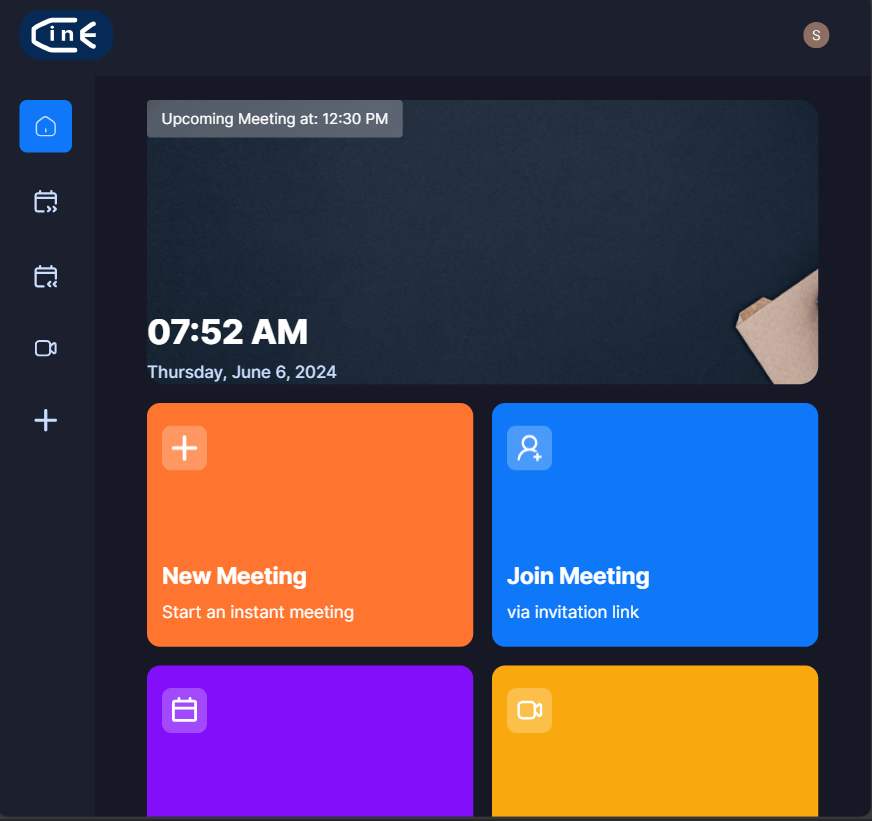 CinE
S
Upcoming Meeting at: 12:30 PM
07:52 AM
Thursday, June 6, 2024
New Meeting
Start an instant meeting
Join Meeting
via invitation link